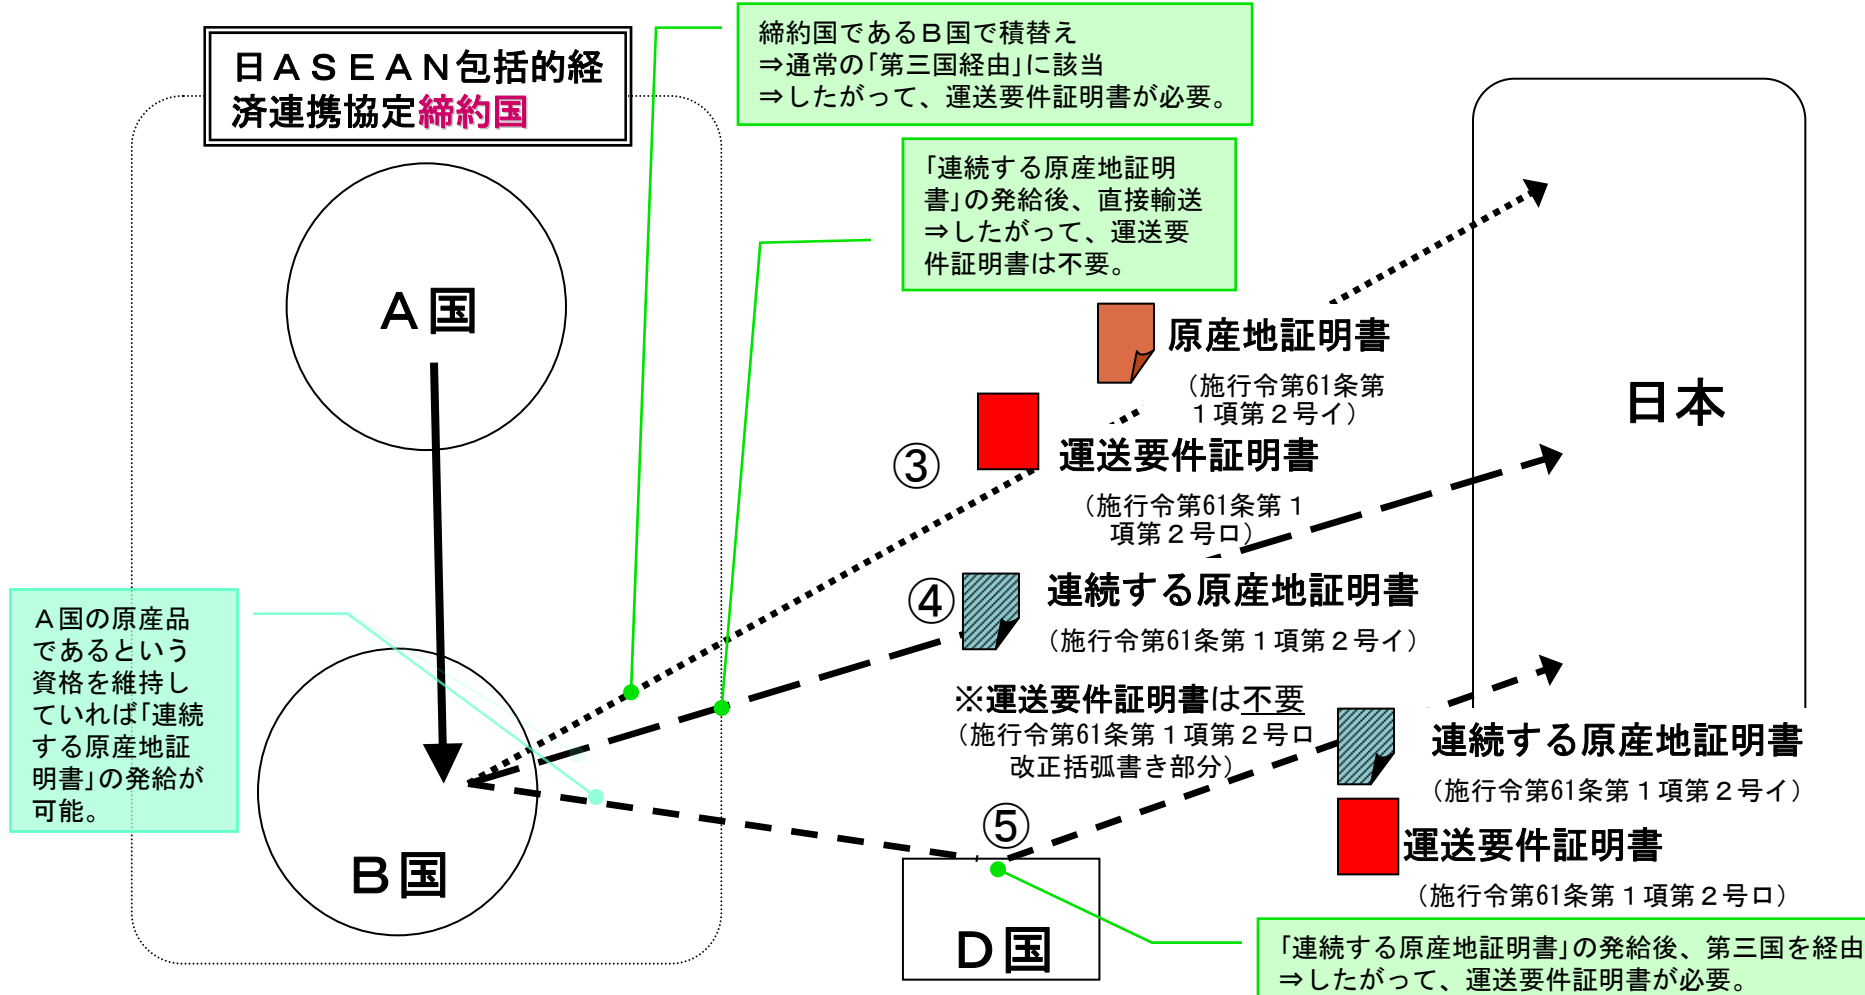 日ＡＳＥＡＮ包括的経
済連携協定締約国
締約国であるＢ国で積替え
⇒通常の｢第三国経由｣に該当
⇒したがって、運送要件証明書が必要。
｢連続する原産地証明
書｣の発給後、直接輸送
⇒したがって、運送要
件証明書は不要。
Ａ国
原産地証明書
（施行令第61条第
１項第２号イ）
日本
③
運送要件証明書
（施行令第61条第１
項第２号ロ）
④
連続する原産地証明書
（施行令第61条第１項第２号イ）
※運送要件証明書は不要
（施行令第61条第１項第２号ロ
改正括弧書き部分）
Ａ国の原産品
であるという
資格を維持し
ていれば｢連続
する原産地証
明書｣の発給が
可能。
連続する原産地証明書
（施行令第61条第１項第２号イ）
⑤
運送要件証明書
（施行令第61条第１項第２号ロ）
Ｂ国
Ｄ国
｢連続する原産地証明書｣の発給後、第三国を経由
⇒したがって、運送要件証明書が必要。